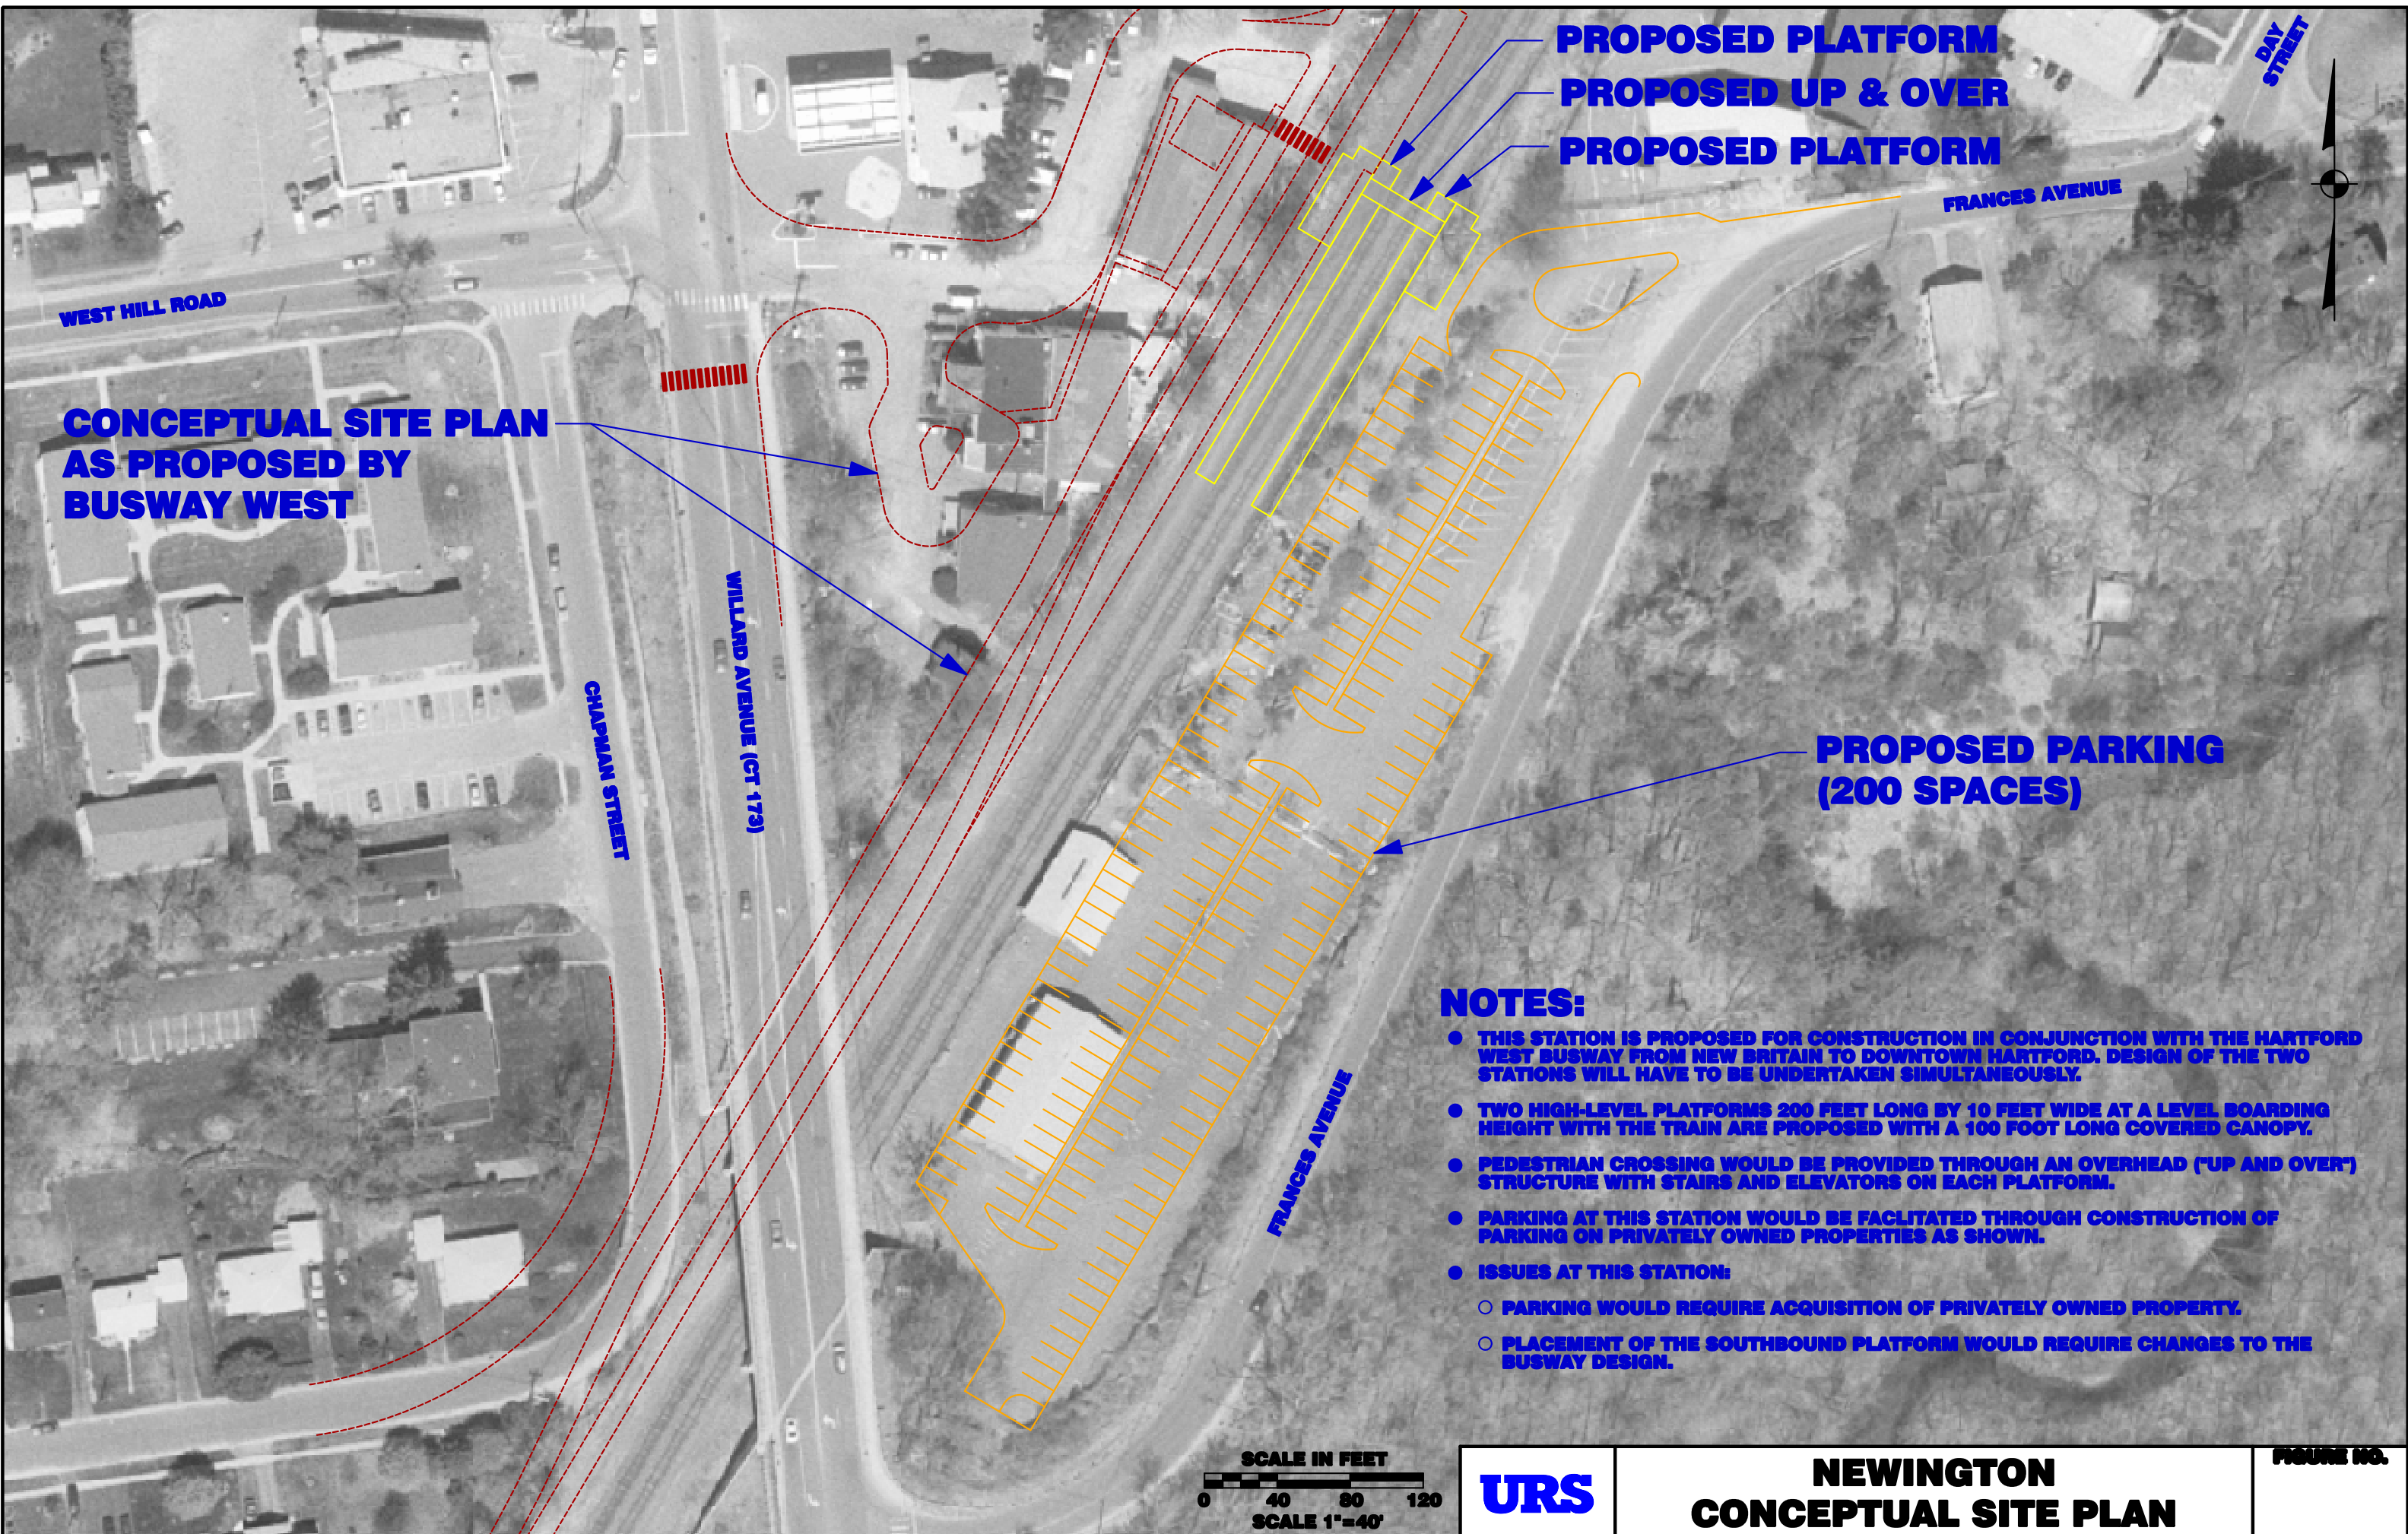 PROPOSED PLATFORM
PROPOSED UP & OVER
PROPOSED PLATFORM
DAY
STREET
FRANCES AVENUE
WEST HILL ROAD
CONCEPTUAL SITE PLAN
AS PROPOSED BY
BUSWAY WEST
WILLARD AVENUE (CT 173)
CHAPMAN STREET
PROPOSED PARKING
(200 SPACES)
FRANCES AVENUE
NOTES:
● THIS STATION IS PROPOSED FOR CONSTRUCTION IN CONJUNCTION WITH THE HARTFORD
WEST BUSWAY FROM NEW BRITAIN TO DOWNTOWN HARTFORD. DESIGN OF THE TWO
STATIONS WILL HAVE TO BE UNDERTAKEN SIMULTANEOUSLY.
● TWO HIGH-LEVEL PLATFORMS 200 FEET LONG BY 10 FEET WIDE AT A LEVEL BOARDING
HEIGHT WITH THE TRAIN ARE PROPOSED WITH A 100 FOOT LONG COVERED CANOPY.
● PEDESTRIAN CROSSING WOULD BE PROVIDED THROUGH AN OVERHEAD ("UP AND OVER")
STRUCTURE WITH STAIRS AND ELEVATORS ON EACH PLATFORM.
● PARKING AT THIS STATION WOULD BE FACLITATED THROUGH CONSTRUCTION OF
PARKING ON PRIVATELY OWNED PROPERTIES AS SHOWN.
● ISSUES AT THIS STATION:
○ PARKING WOULD REQUIRE ACQUISITION OF PRIVATELY OWNED PROPERTY.
○ PLACEMENT OF THE SOUTHBOUND PLATFORM WOULD REQUIRE CHANGES TO THE
BUSWAY DESIGN.
SCALE IN FEET
0 40 80 120
SCALE 1"=40'
URS
NEWINGTON
CONCEPTUAL SITE PLAN
FIGURE NO.